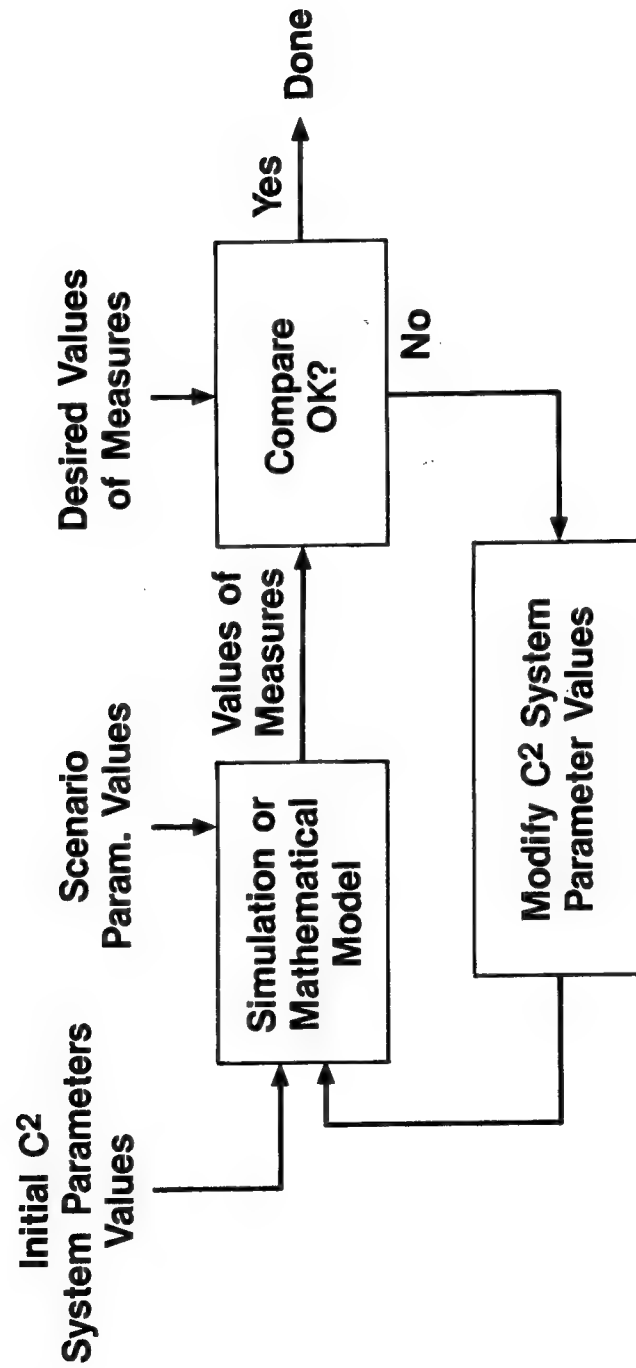 Initial C2
System Parameters
Values
Scenario
Param. Values
Desired Values
of Measures
Simulation or
Mathematical
Model
Values of
Measures
Compare
OK?
Yes
Done
No
Modify C2 System
Parameter Values